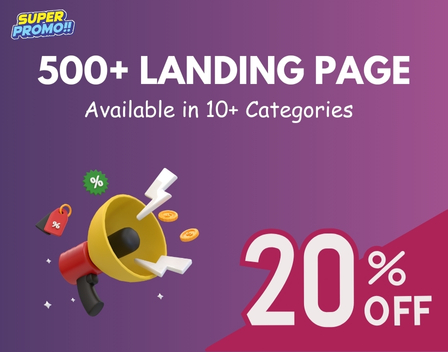 SUPER
PROMO!!
500+ LANDING PAGE
Available in 10+ Categories
%
%
20%
OFF